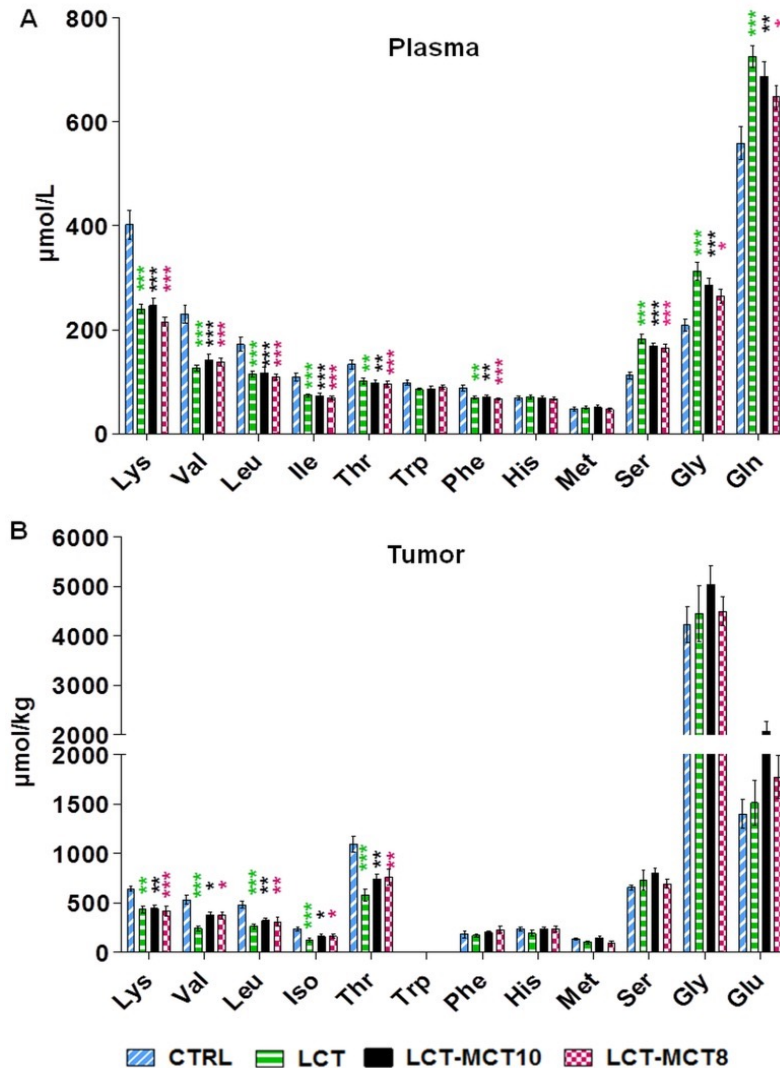 A
Plasma
800
600
400
200
0
µmol/L
*** *** ***
*** *** ***
*** *** ***
*** *** ***
** ** ***
** ** ***
*** *** ***
*** *** *
*** ** *
Lys Val Leu Ile Thr Trp Phe His Met Ser Gly Gln
B
Tumor
6000
5000
4000
3000
2000
2000
1500
1000
500
0
µmol/kg
** ** ***
*** * *
*** ** **
*** * *
*** ** **
Lys Val Leu Iso Thr Trp Phe His Met Ser Gly Glu
CTRL LCT LCT-MCT10 LCT-MCT8